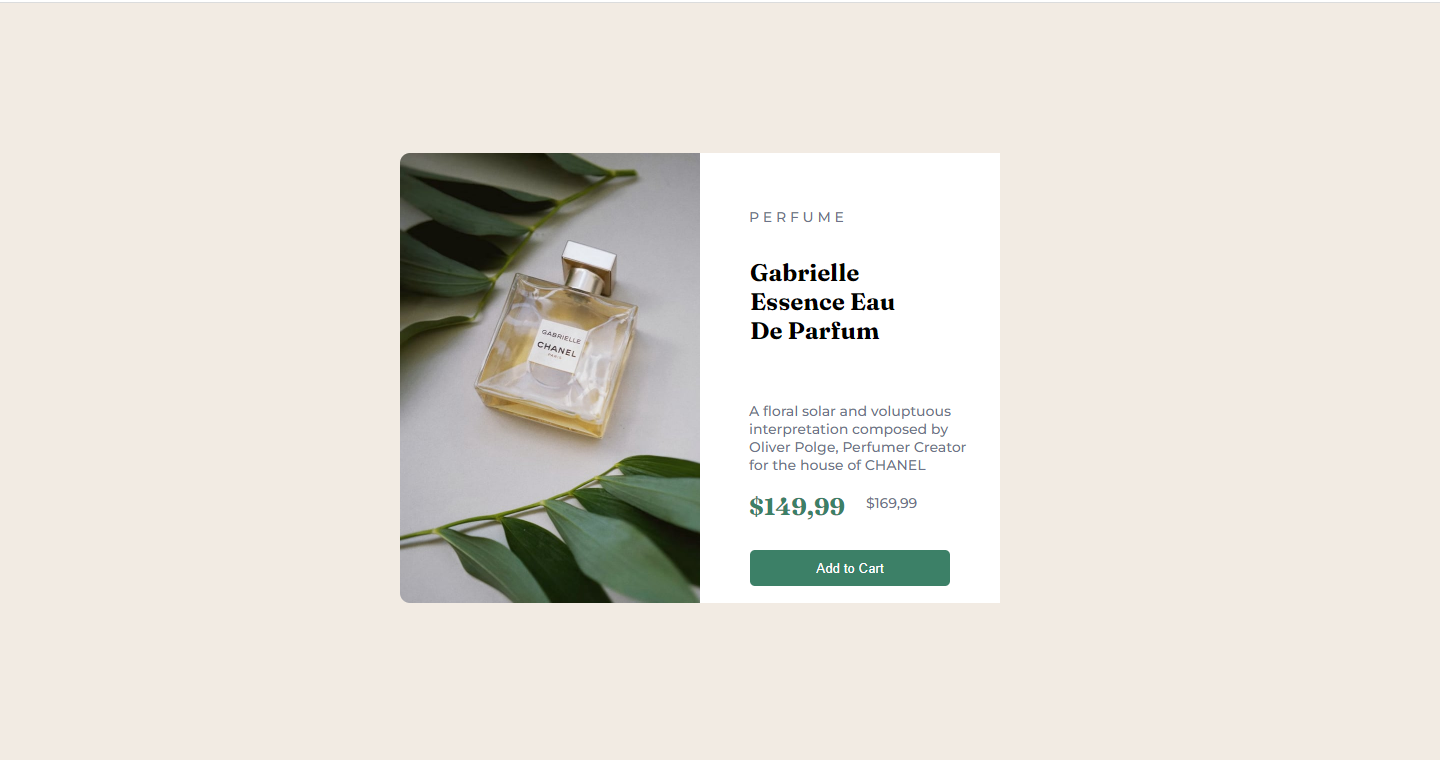 PERFUME
Gabrielle
Essence Eau
De Parfum
A floral solar and voluptuous
interpretation composed by
Oliver Polge, Perfumer Creator
for the house of CHANEL
$149,99 $169,99
Add to Cart
GABRIELLE
CHANEL
PARIS